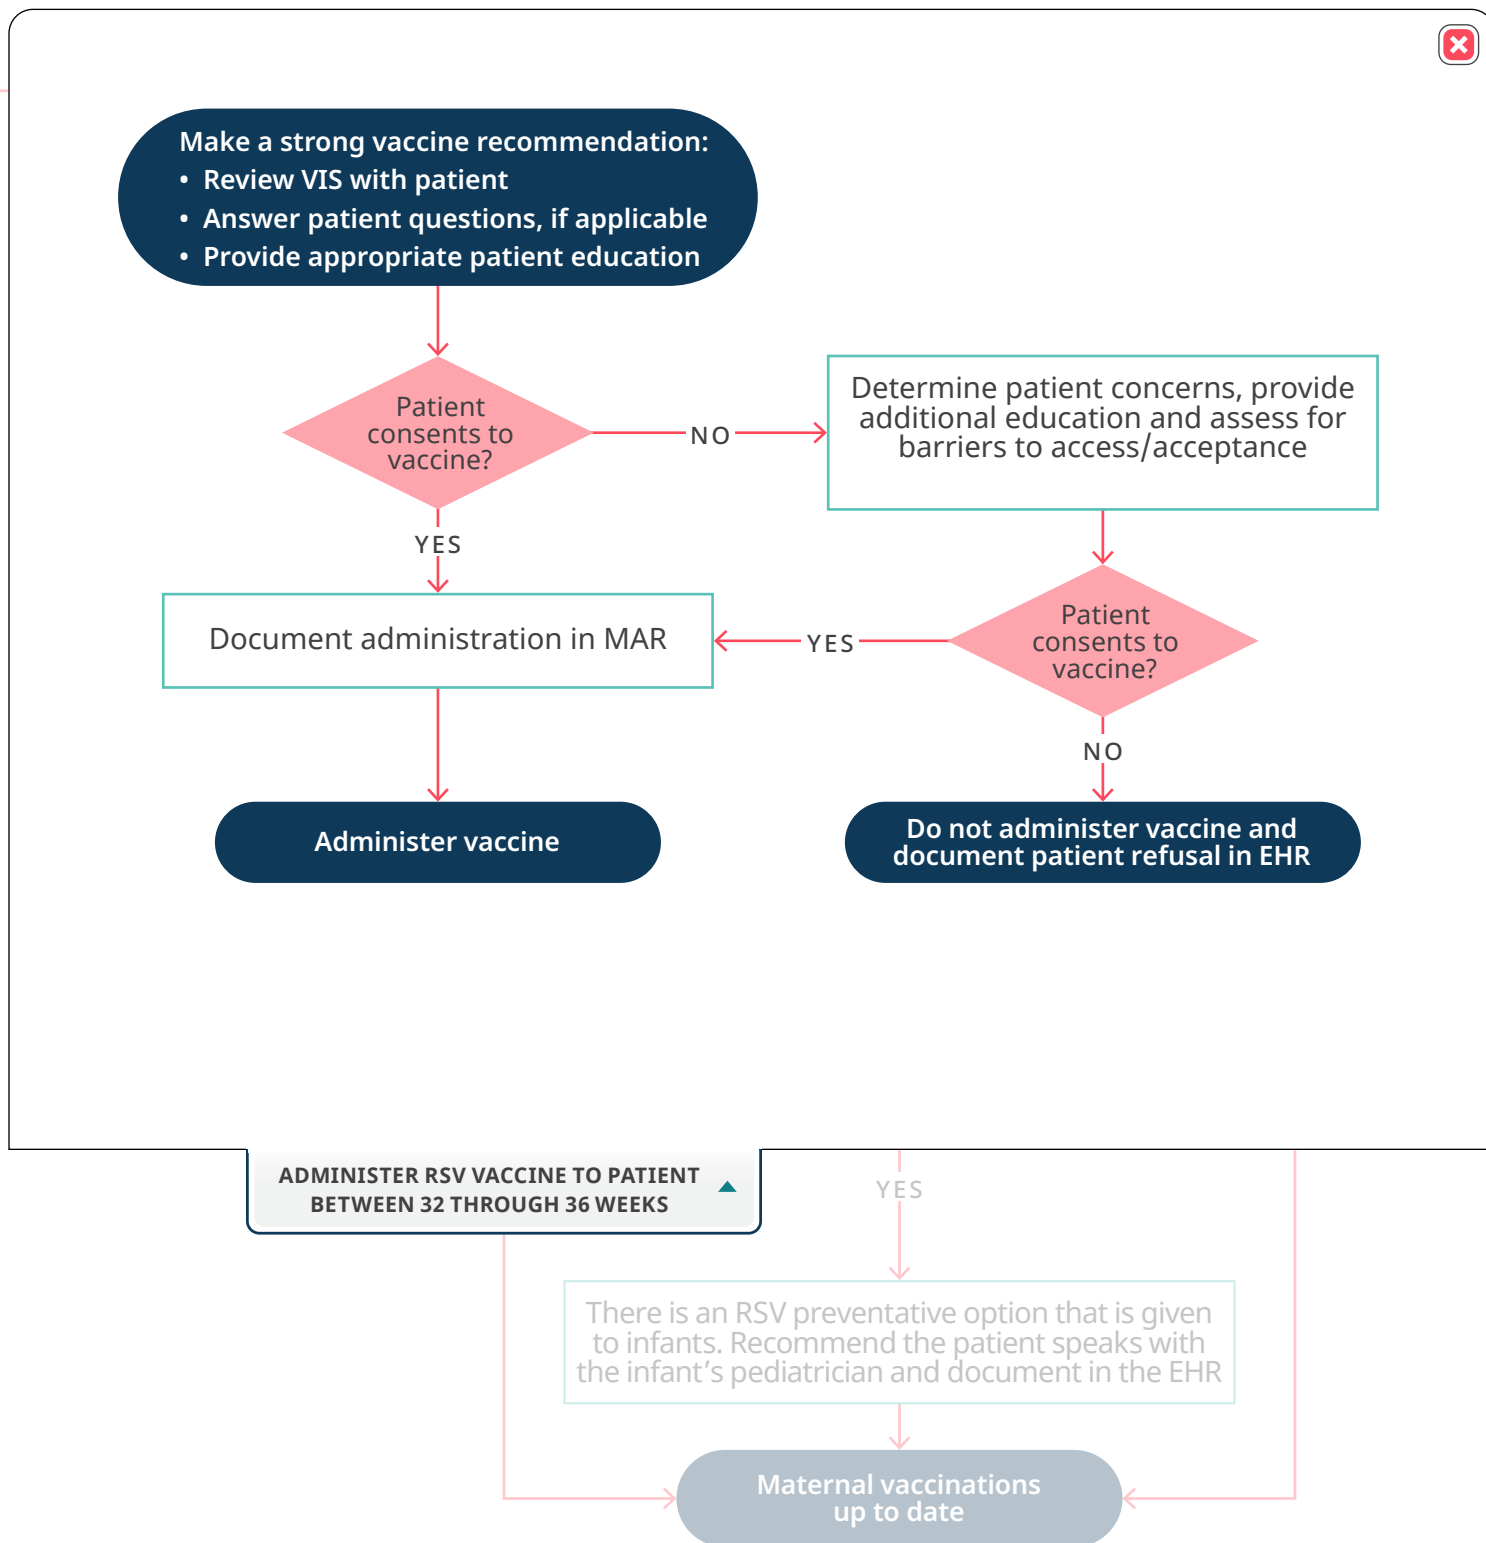 Make a strong vaccine recommendation:
• Review VIS with patient
• Answer patient questions, if applicable
• Provide appropriate patient education
Patient
consents to
vaccine?
NO
Determine patient concerns, provide
additional education and assess for
barriers to access/acceptance
YES
Document administration in MAR
YES
Patient
consents to
vaccine?
NO
Administer vaccine
Do not administer vaccine and
document patient refusal in EHR
ADMINISTER RSV VACCINE TO PATIENT
BETWEEN 32 THROUGH 36 WEEKS
YES
There is an RSV preventative option that is given
to infants. Recommend the patient speaks with
the infant’s pediatrician and document in the EHR
Maternal vaccinations
up to date